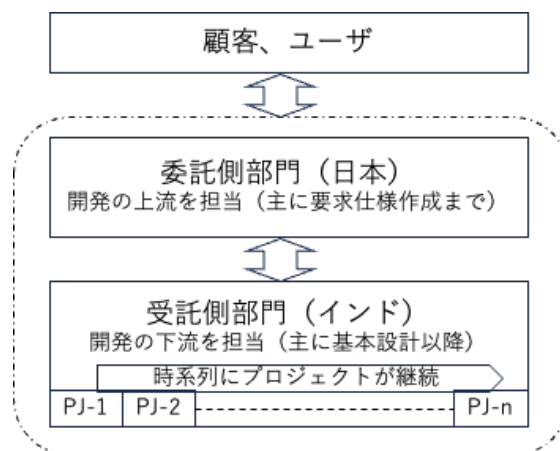 顧客、ユーザ
委託側部門（日本）
開発の上流を担当（主に要求仕様作成まで）
受託側部門（インド）
開発の下流を担当（主に基本設計以降）
時系列にプロジェクトが継続
PJ-1 PJ-2 PJ-n